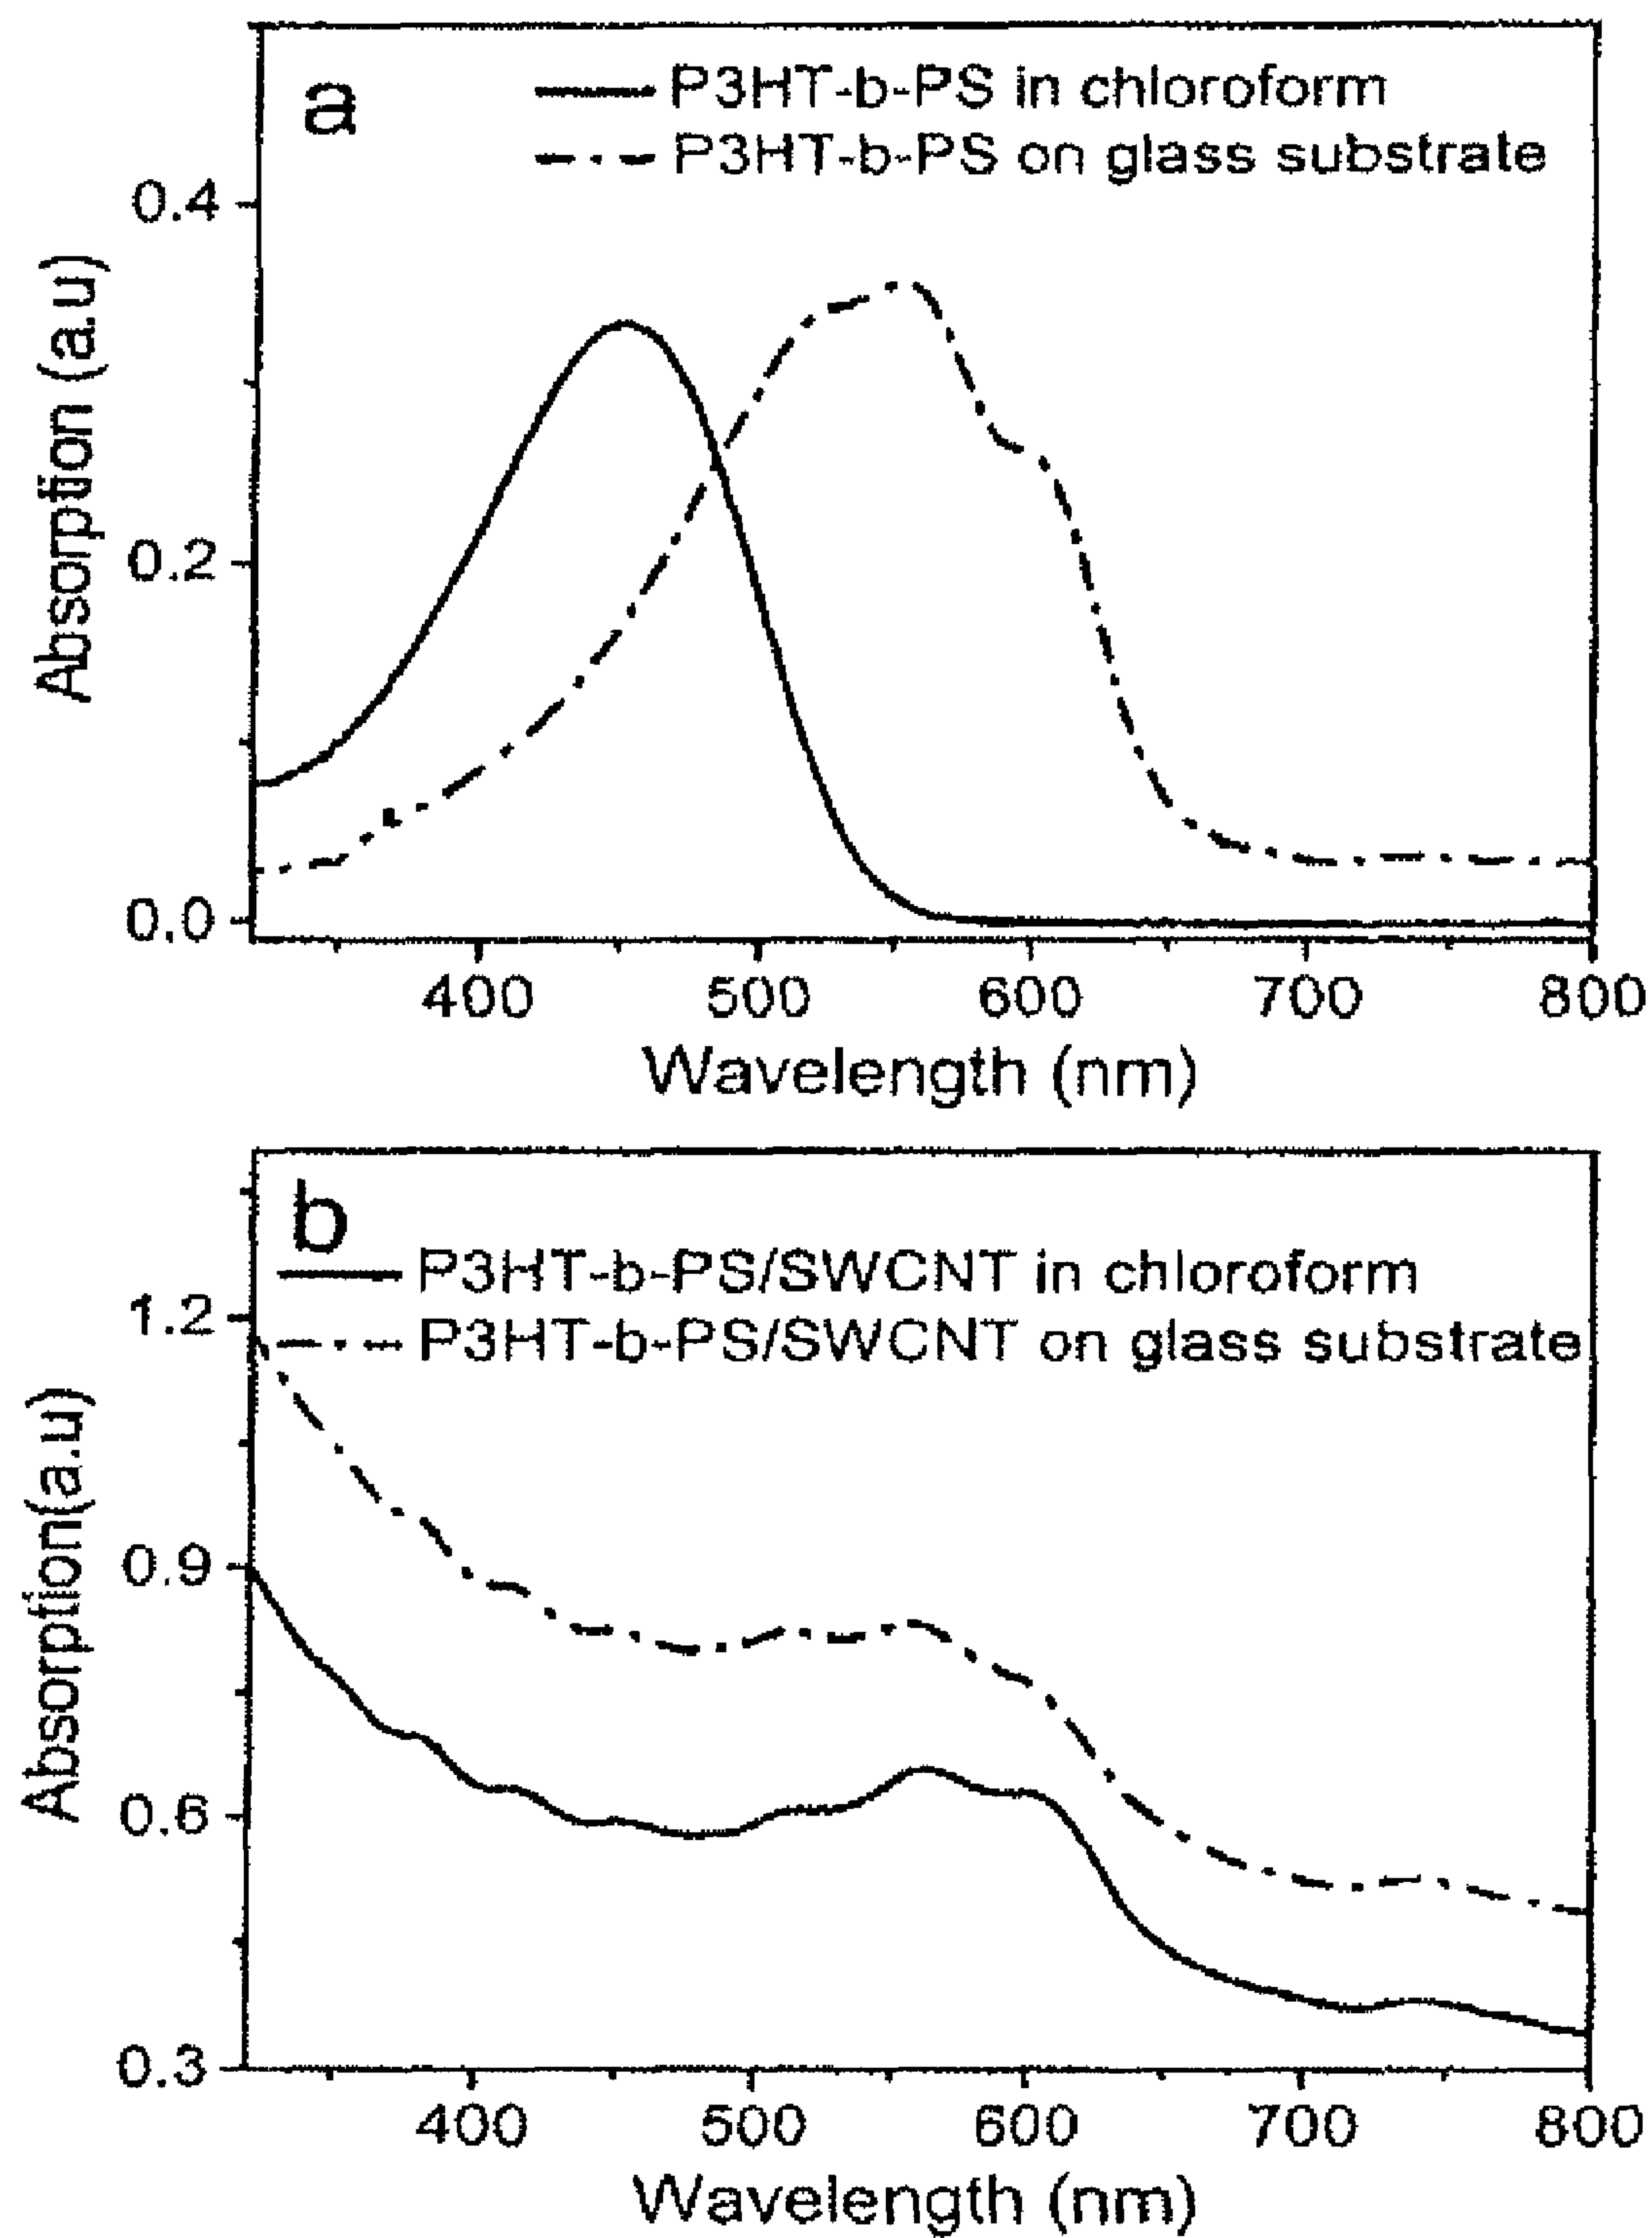 a
P3HT-b-PS in chloroform
P3HT-b-PS on glass substrate
0.4
0.2
0.0
Absorption (a.u)
400 500 600 700 800
Wavelength (nm)
b
P3HT-b-PS/SWCNT in chloroform
P3HT-b-PS/SWCNT on glass substrate
1.2
0.9
0.6
0.3
Absorption(a.u)
400 500 600 700 800
Wavelength (nm)